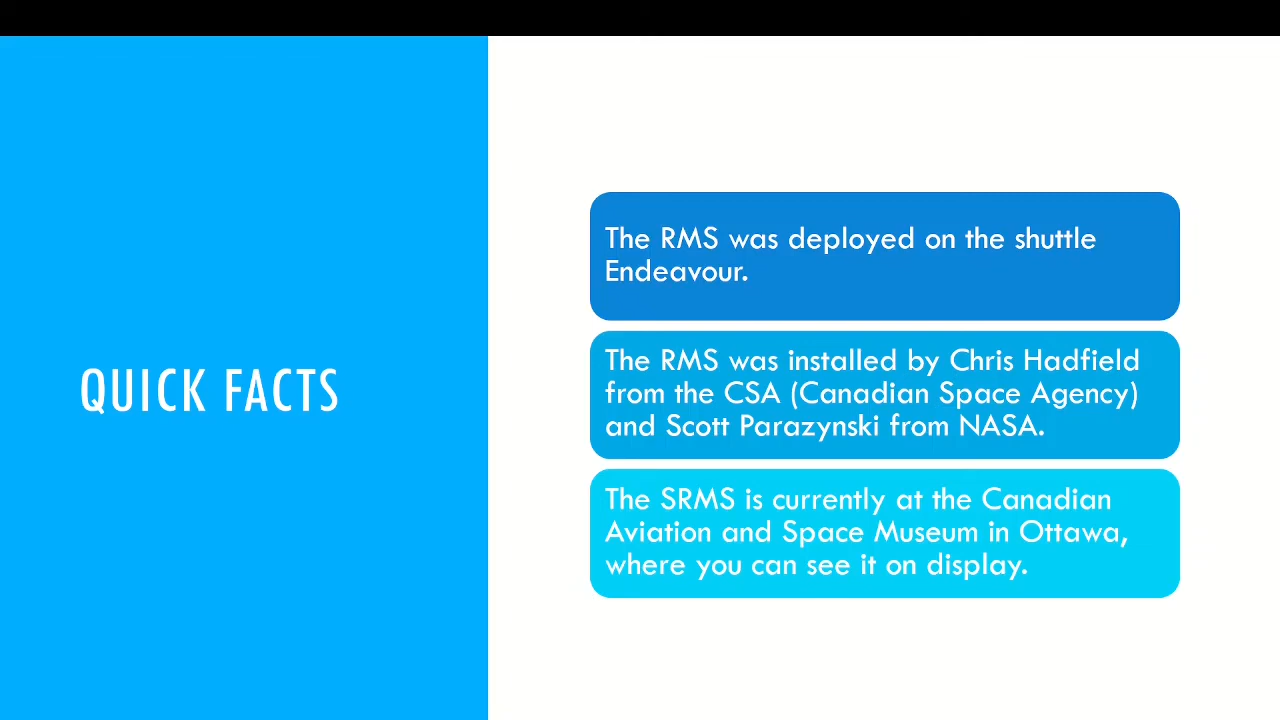 QUICK FACTS
The RMS was deployed on the shuttle
Endeavour.
The RMS was installed by Chris Hadfield
from the CSA (Canadian Space Agency)
and Scott Parazynski from NASA.
The SRMS is currently at the Canadian
Aviation and Space Museum in Ottawa,
where you can see it on display.